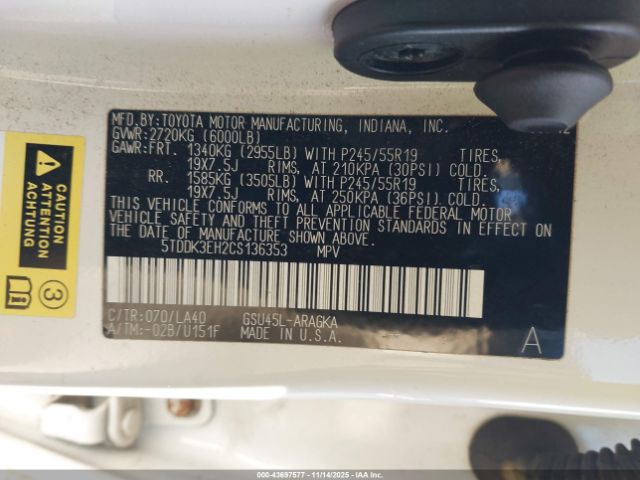 MFD.BY:TOYOTA MOTOR MANUFACTURING, INDIANA, INC.
GVWR:2720KG (6000LB)
GAWR:FRT. 1340KG (2955LB) WITH P245/55R19 TIRES,
19X7.5J RIMS, AT 210KPA (30PSI) COLD.
RR. 1585KG (3505LB) WITH P245/55R19 TIRES,
19X7.5J RIMS, AT 250KPA (36PSI) COLD.
THIS VEHICLE CONFORMS TO ALL APPLICABLE FEDERAL MOTOR
VEHICLE SAFETY AND THEFT PREVENTION STANDARDS IN EFFECT ON
THE DATE OF MANUFACTURE SHOWN ABOVE.
5TDDK3EH2CS136353 MPV
C/TR:070/LA40 GSU45L-ARAGKA
A/TM:-02B/U151F MADE IN U.S.A.
A
CAUTION
ATTENTION
3
000-43697577 - 11/14/2025 - IAA, Inc.